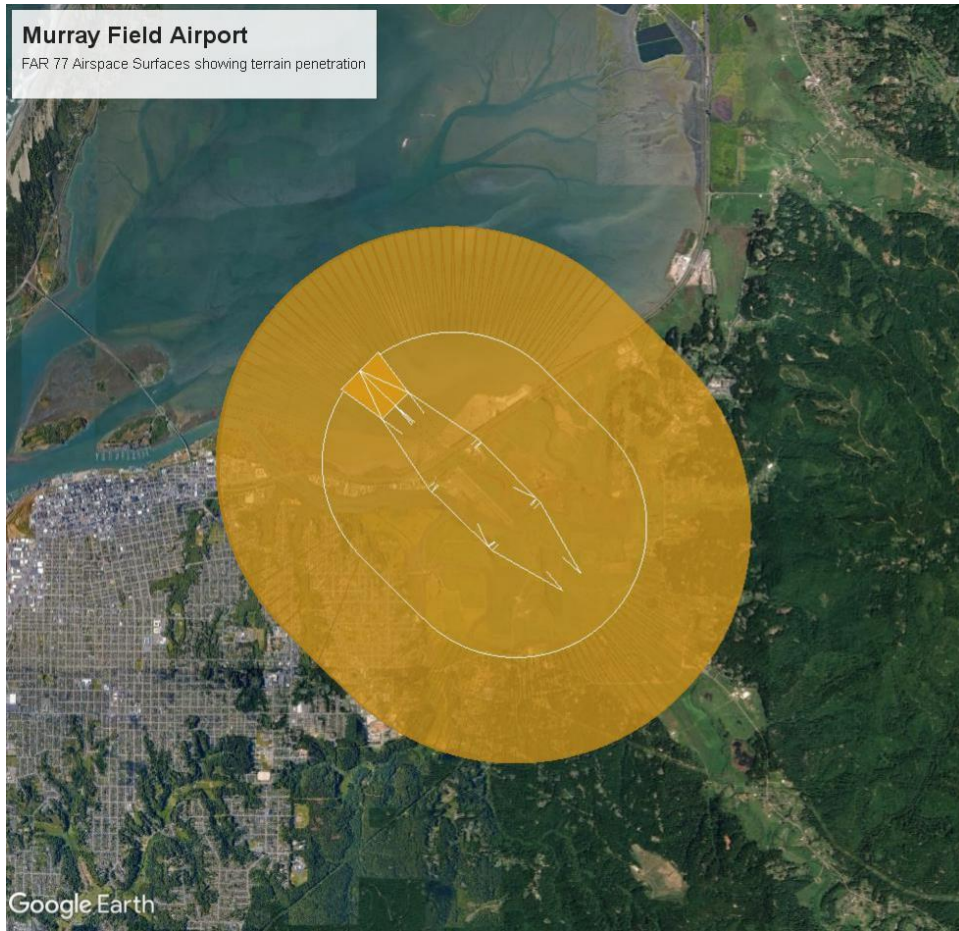 Murray Field Airport
FAR 77 Airspace Surfaces showing terrain penetration
Google Earth